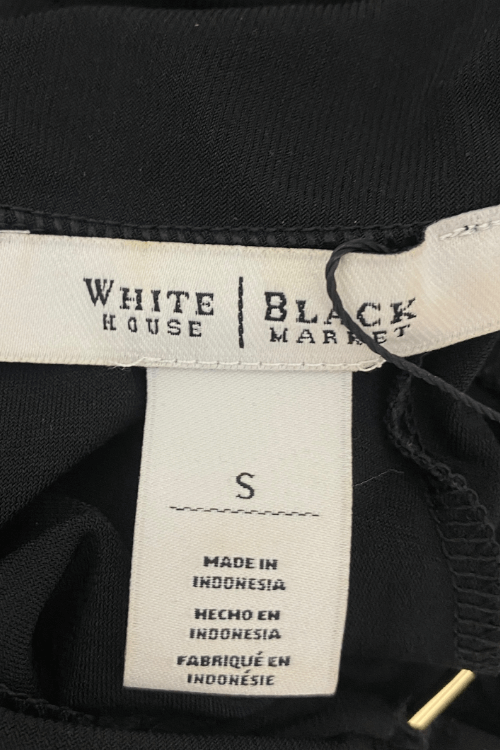 WHITE | BLACK
HOUSE | MARKET
S
MADE IN
INDONESIA
HECHO EN
INDONESIA
FABRIQUÉ EN
INDONÉSIE